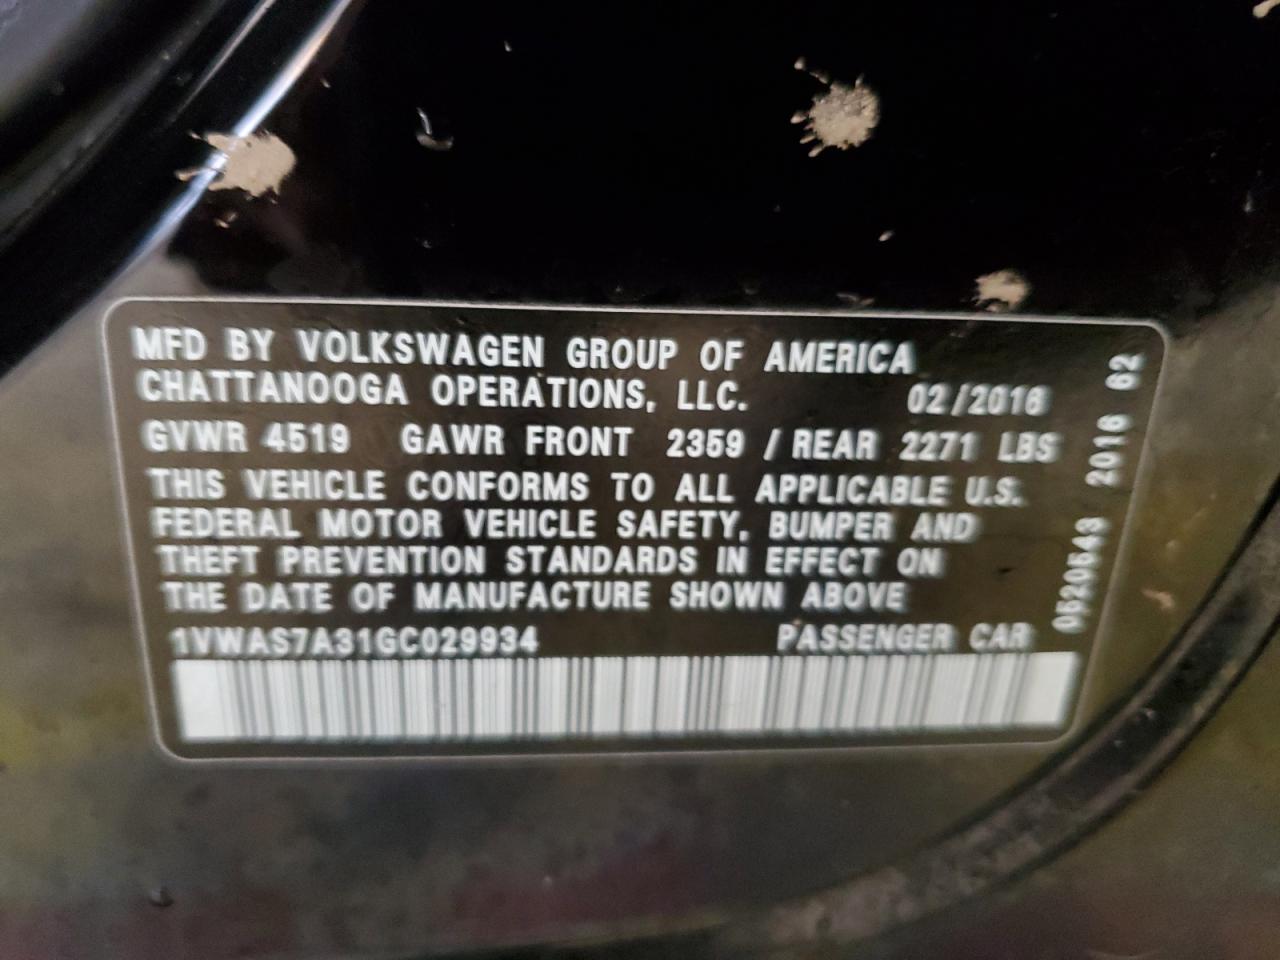 MFD BY VOLKSWAGEN GROUP OF AMERICA
CHATTANOOGA OPERATIONS, LLC. 02/2016
GVWR 4519 GAWR FRONT 2359 / REAR 2271 LBS
THIS VEHICLE CONFORMS TO ALL APPLICABLE U.S.
FEDERAL MOTOR VEHICLE SAFETY, BUMPER AND
THEFT PREVENTION STANDARDS IN EFFECT ON
THE DATE OF MANUFACTURE SHOWN ABOVE
1VWAS7A31GC029934 PASSENGER CAR
0520543 2016 62